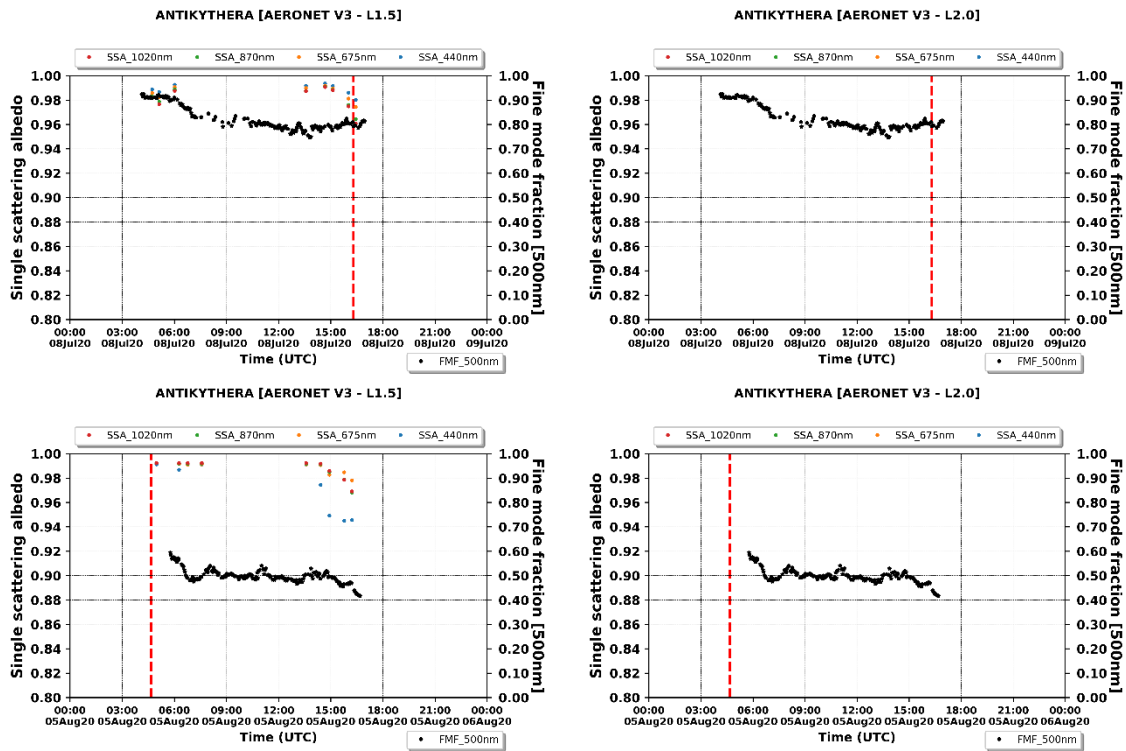 ANTIKYTHERA [AERONET V3 - L1.5]
SSA_1020nm SSA_870nm SSA_675nm SSA_440nm
Single scattering albedo
1.00
0.98
0.96
0.94
0.92
0.90
0.88
0.86
0.84
0.82
0.80
1.00
0.90
0.80
0.70
0.60
0.50
0.40
0.30
0.20
0.10
0.00
Fine mode fraction [500nm]
00:00 03:00 06:00 09:00 12:00 15:00 18:00 21:00 00:00
08Jul20 08Jul20 08Jul20 08Jul20 08Jul20 08Jul20 08Jul20 08Jul20 09Jul20
Time (UTC)
FMF_500nm
ANTIKYTHERA [AERONET V3 - L2.0]
SSA_1020nm SSA_870nm SSA_675nm SSA_440nm
Single scattering albedo
1.00
0.98
0.96
0.94
0.92
0.90
0.88
0.86
0.84
0.82
0.80
1.00
0.90
0.80
0.70
0.60
0.50
0.40
0.30
0.20
0.10
0.00
Fine mode fraction [500nm]
00:00 03:00 06:00 09:00 12:00 15:00 18:00 21:00 00:00
08Jul20 08Jul20 08Jul20 08Jul20 08Jul20 08Jul20 08Jul20 08Jul20 09Jul20
Time (UTC)
FMF_500nm
ANTIKYTHERA [AERONET V3 - L1.5]
SSA_1020nm SSA_870nm SSA_675nm SSA_440nm
Single scattering albedo
1.00
0.98
0.96
0.94
0.92
0.90
0.88
0.86
0.84
0.82
0.80
1.00
0.90
0.80
0.70
0.60
0.50
0.40
0.30
0.20
0.10
0.00
Fine mode fraction [500nm]
00:00 03:00 06:00 09:00 12:00 15:00 18:00 21:00 00:00
05Aug20 05Aug20 05Aug20 05Aug20 05Aug20 05Aug20 05Aug20 05Aug20 06Aug20
Time (UTC)
FMF_500nm
ANTIKYTHERA [AERONET V3 - L2.0]
SSA_1020nm SSA_870nm SSA_675nm SSA_440nm
Single scattering albedo
1.00
0.98
0.96
0.94
0.92
0.90
0.88
0.86
0.84
0.82
0.80
1.00
0.90
0.80
0.70
0.60
0.50
0.40
0.30
0.20
0.10
0.00
Fine mode fraction [500nm]
00:00 03:00 06:00 09:00 12:00 15:00 18:00 21:00 00:00
05Aug20 05Aug20 05Aug20 05Aug20 05Aug20 05Aug20 05Aug20 05Aug20 06Aug20
Time (UTC)
FMF_500nm